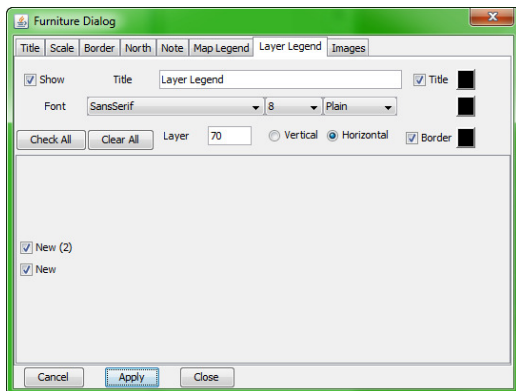 Furniture Dialog
Title Scale Border North Note Map Legend Layer Legend Images
Show Title Layer Legend Title
Font SansSerif 8 Plain
Check All Clear All Layer 70 Vertical Horizontal Border
New (2)
New
Cancel Apply Close